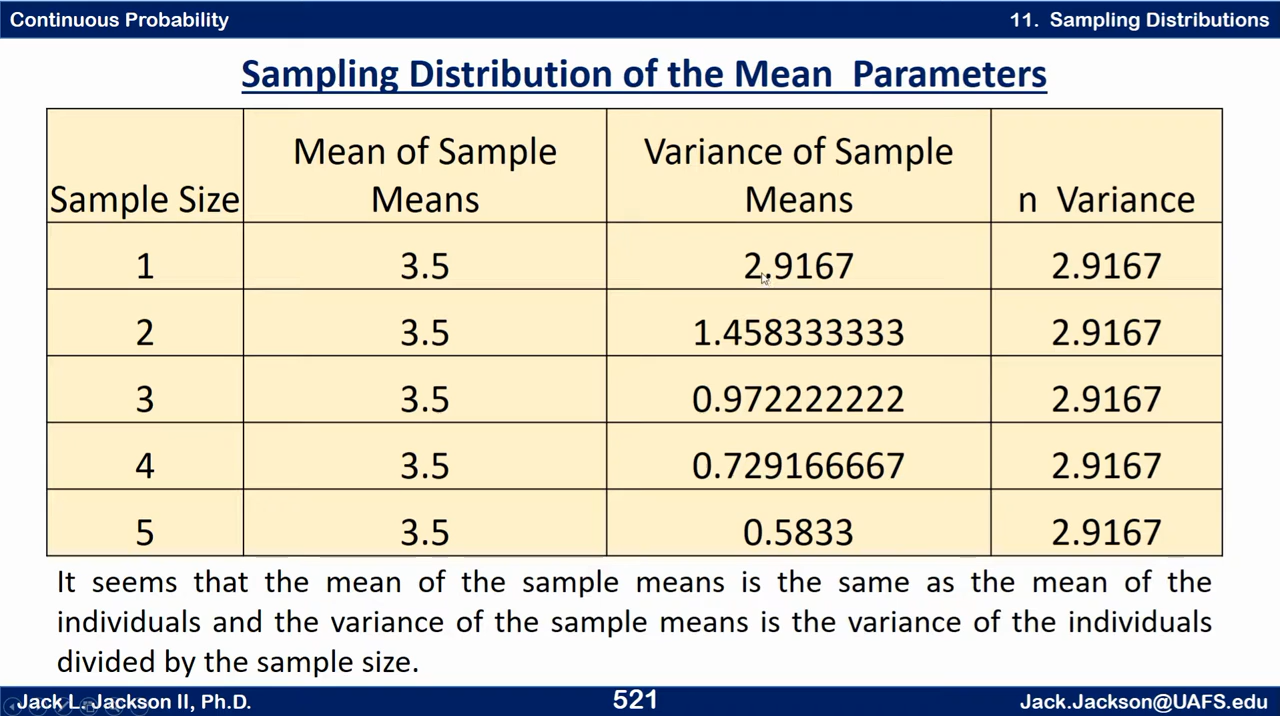 Continuous Probability 11. Sampling Distributions
Sampling Distribution of the Mean Parameters
Sample Size Mean of Sample Means Variance of Sample Means n Variance
1 3.5 2.9167 2.9167
2 3.5 1.458333333 2.9167
3 3.5 0.972222222 2.9167
4 3.5 0.729166667 2.9167
5 3.5 0.5833 2.9167
It seems that the mean of the sample means is the same as the mean of the
individuals and the variance of the sample means is the variance of the individuals
divided by the sample size.
Jack L. Jackson II, Ph.D. 521 Jack.Jackson@UAFS.edu